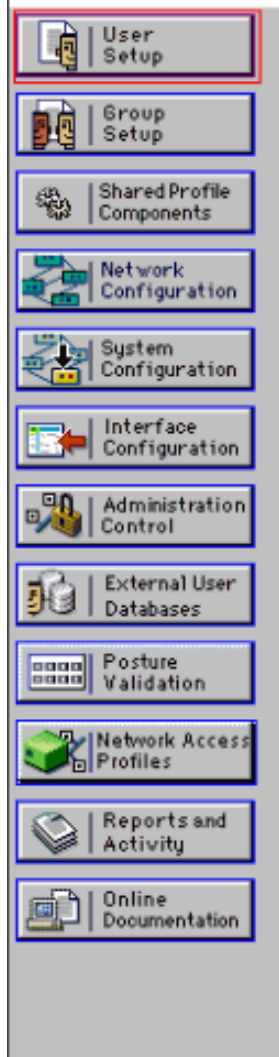 User
Setup
Group
Setup
Shared Profile
Components
Network
Configuration
System
Configuration
Interface
Configuration
Administration
Control
External User
Databases
Posture
Validation
Network Access
Profiles
Reports and
Activity
Online
Documentation